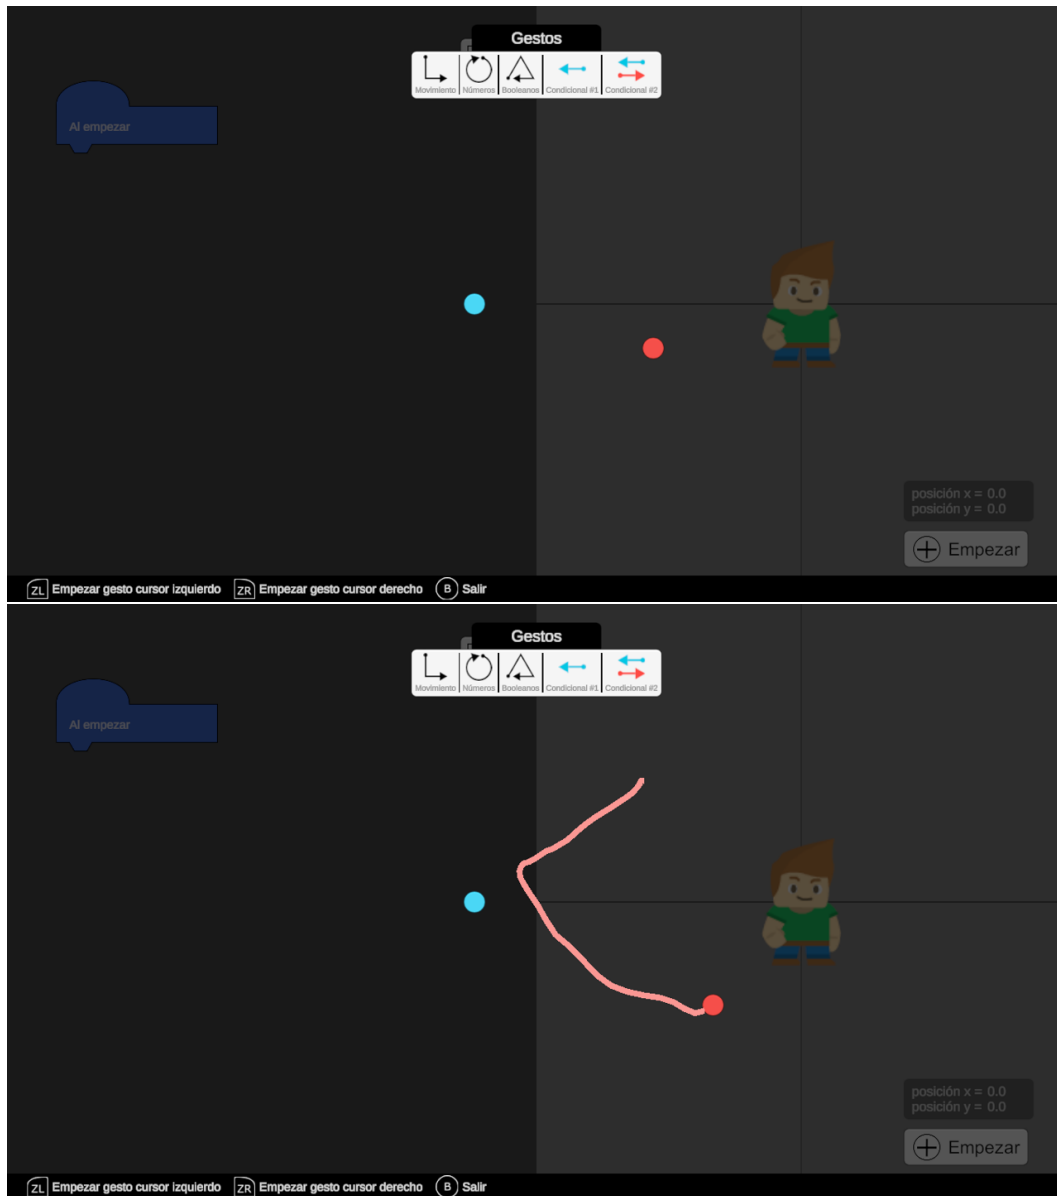 Gestos
Movimiento Números Booleanos Condicional #1 Condicional #2
Al empezar
posición x = 0.0
posición y = 0.0
Empezar
ZL Empezar gesto cursor izquierdo ZR Empezar gesto cursor derecho B Salir
Gestos
Movimiento Números Booleanos Condicional #1 Condicional #2
Al empezar
posición x = 0.0
posición y = 0.0
Empezar
ZL Empezar gesto cursor izquierdo ZR Empezar gesto cursor derecho B Salir